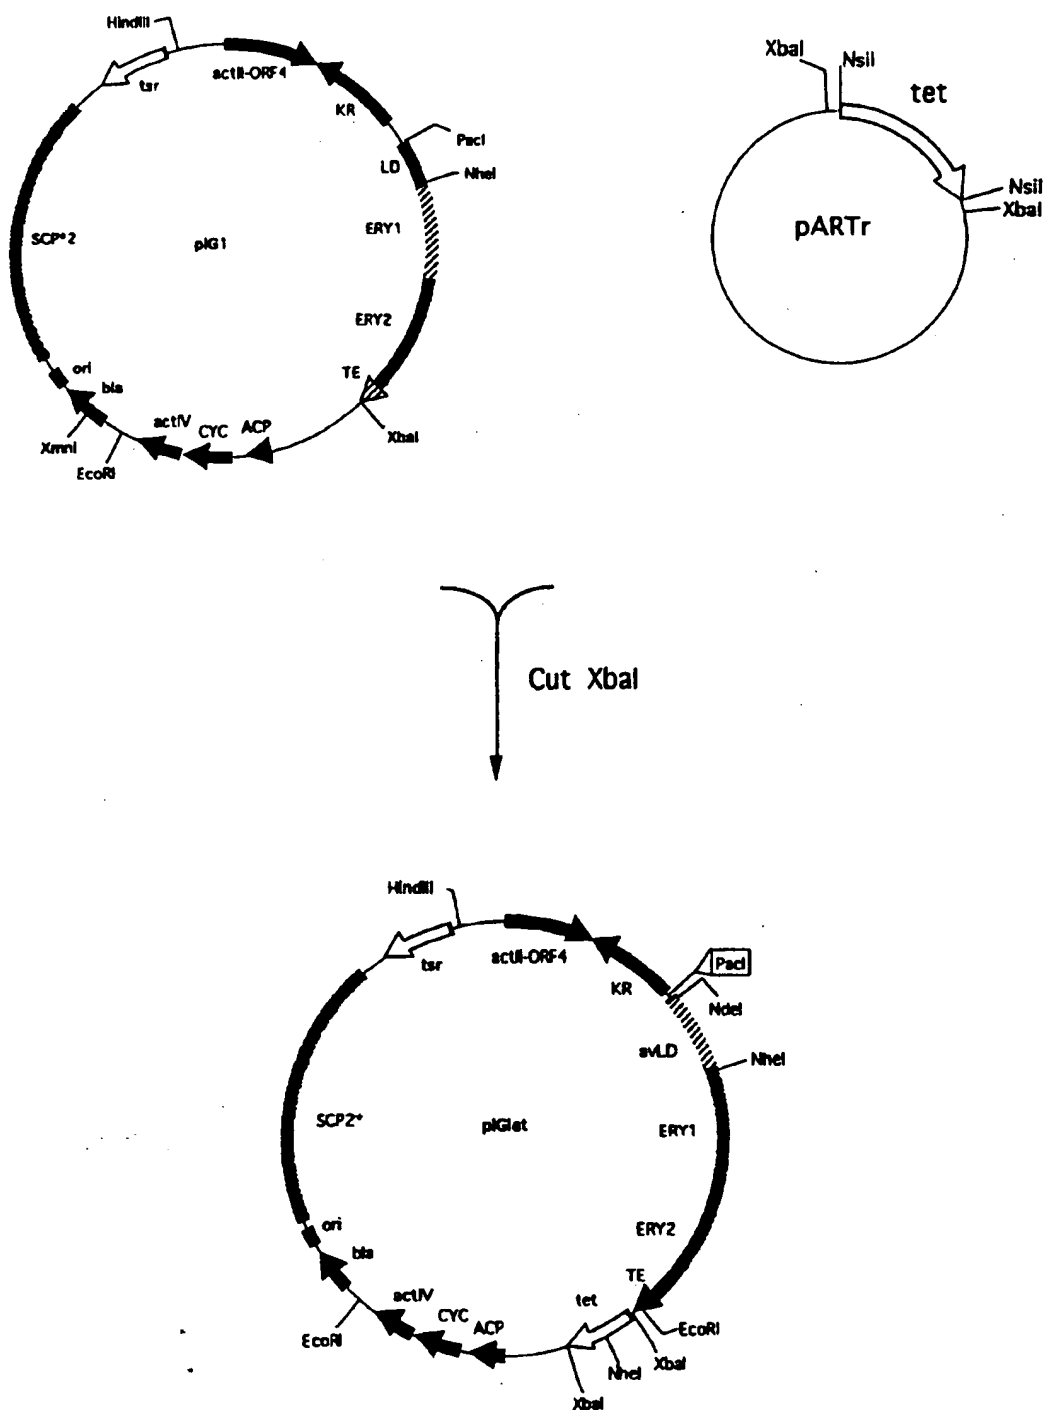 HindIII
tsr
actII-ORF4
KR
PacI
LD
NheI
ERY1
SCP*2
pIG1
ERY2
TE
ori
bla
actIV
CYC
ACP
XbaI
XmnI
EcoRI
XbaI
NsiI
tet
NsiI
XbaI
pARTr
Cut XbaI
HindIII
tsr
actII-ORF4
KR
PacI
NdeI
avLD
NheI
SCP2*
pIGlet
ERY1
ERY2
ori
bla
TE
tet
actIV
CYC
ACP
EcoRI
EcoRI
XbaI
NheI
XbaI